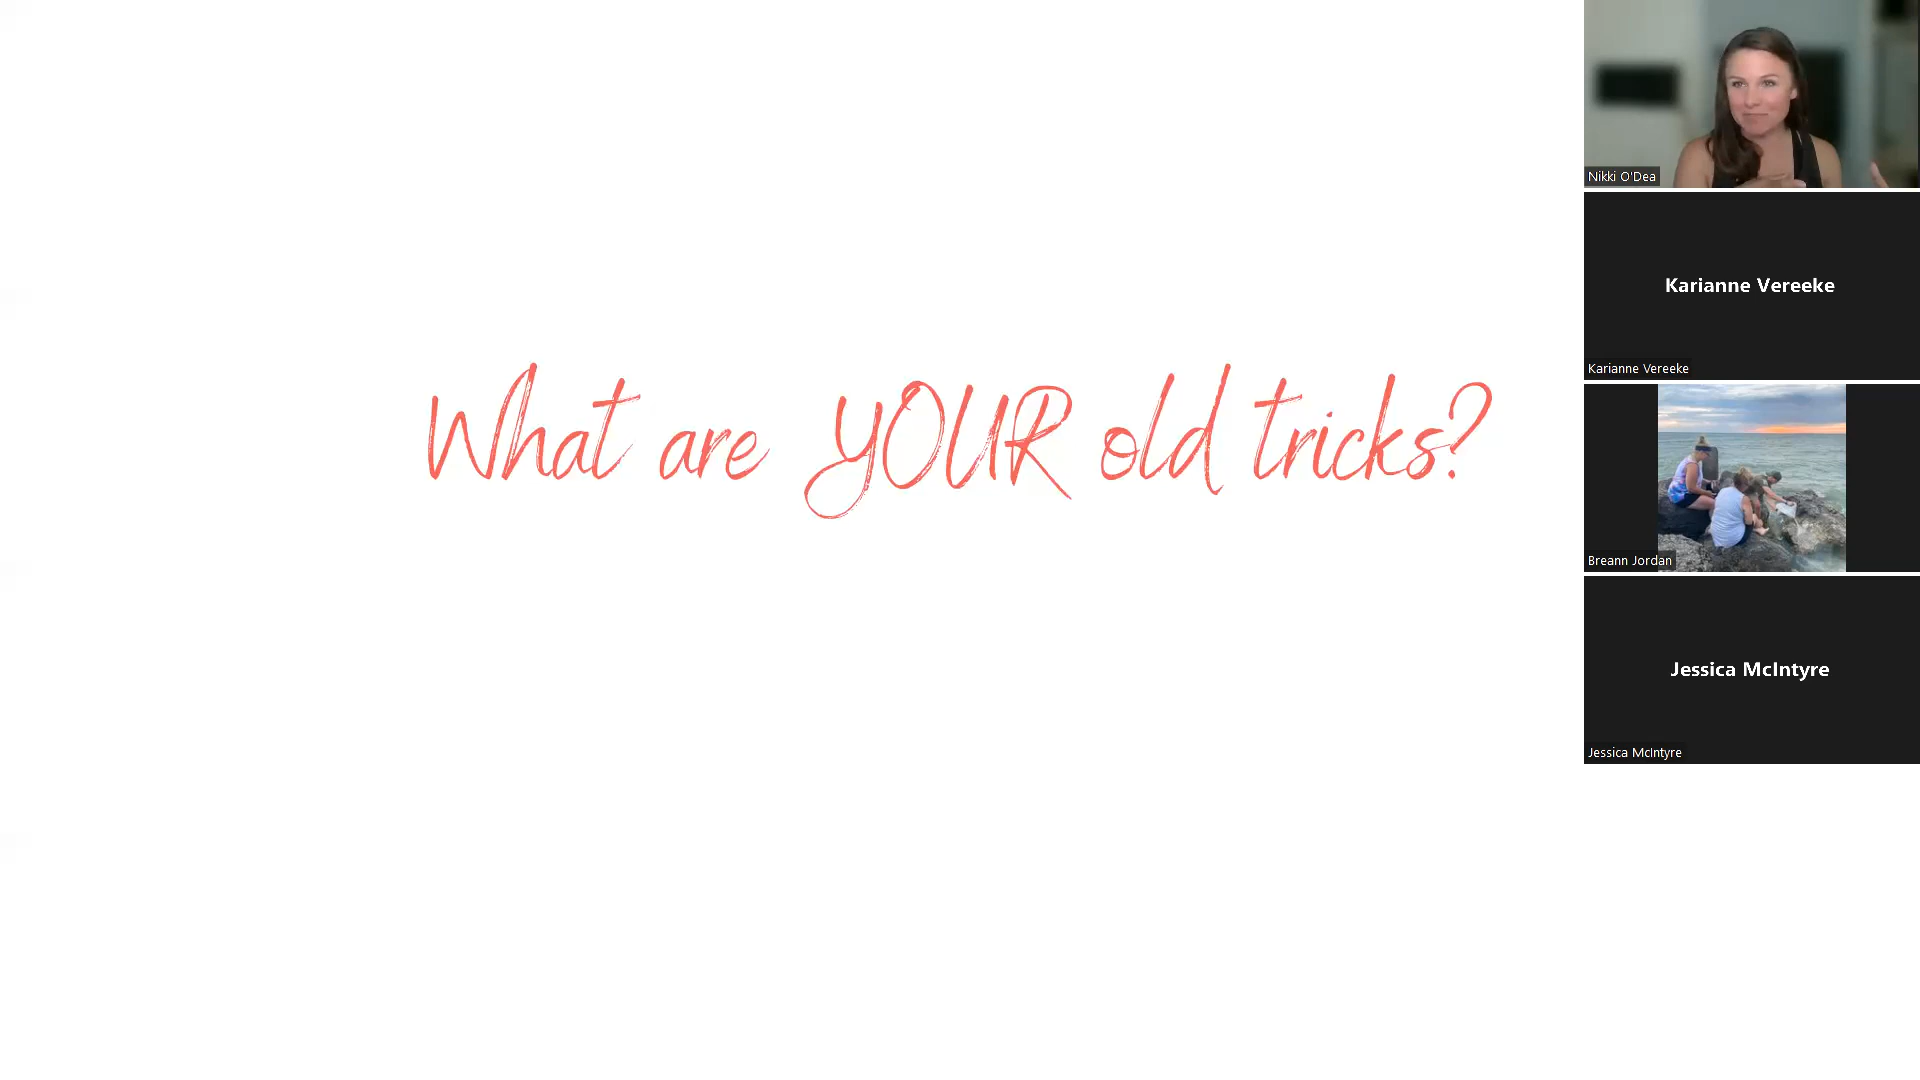 What are YOUR old tricks?
Nikki O'Dea
Karianne Vereeke
Karianne Vereeke
Breann Jordan
Jessica McIntyre
Jessica McIntyre